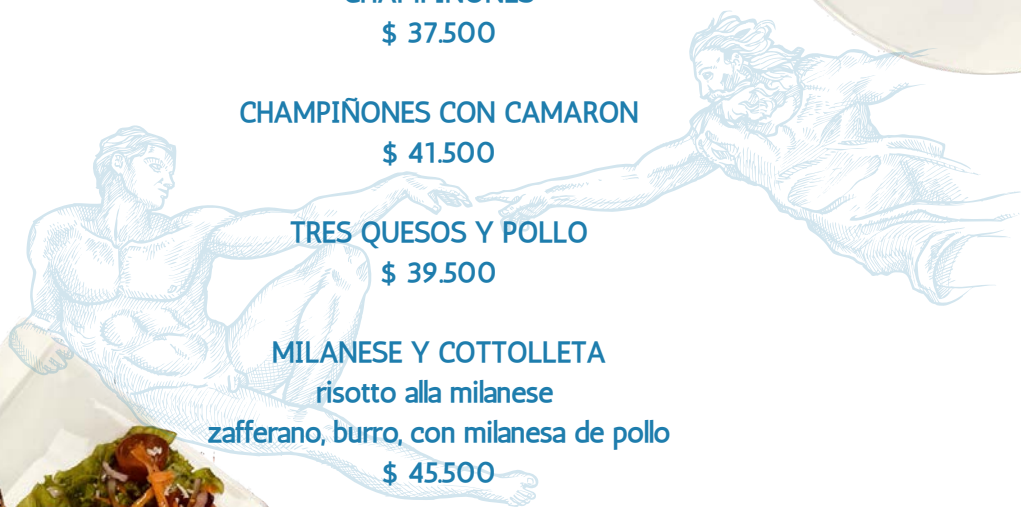 CHAMPIÑONES
$ 37.500
CHAMPIÑONES CON CAMARON
$ 41.500
TRES QUESOS Y POLLO
$ 39.500
MILANESE Y COTTOLLETA
risotto alla milanese
zafferano, burro, con milanesa de pollo
$ 45.500